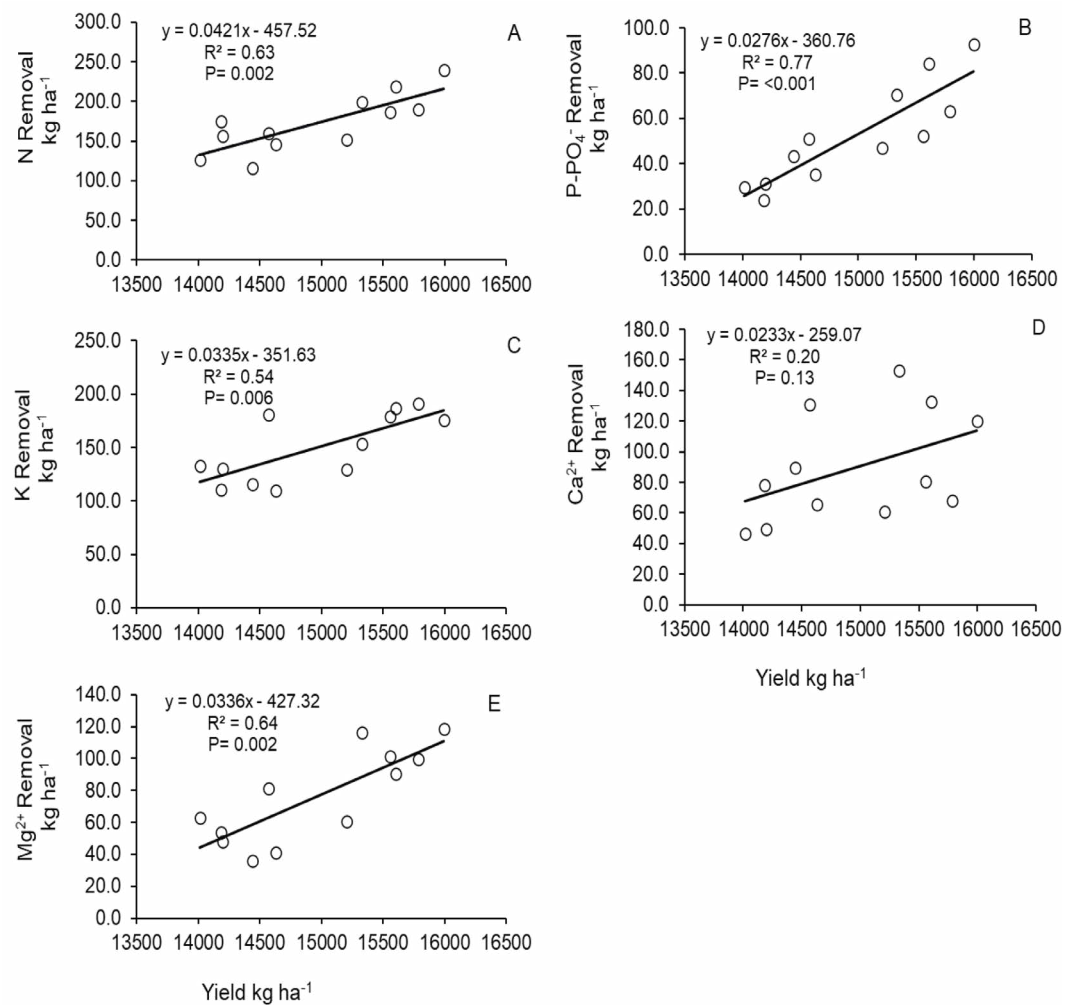 A
y = 0.0421x - 457.52
R² = 0.63
P= 0.002
N Removal
kg ha⁻¹
300.0
250.0
200.0
150.0
100.0
50.0
0.0
13500 14000 14500 15000 15500 16000 16500
B
y = 0.0276x - 360.76
R² = 0.77
P= <0.001
P-PO₄⁻ Removal
kg ha⁻¹
100.0
80.0
60.0
40.0
20.0
0.0
13500 14000 14500 15000 15500 16000 16500
C
y = 0.0335x - 351.63
R² = 0.54
P= 0.006
K Removal
kg ha⁻¹
250.0
200.0
150.0
100.0
50.0
0.0
13500 14000 14500 15000 15500 16000 16500
D
y = 0.0233x - 259.07
R² = 0.20
P= 0.13
Ca²⁺ Removal
kg ha⁻¹
180.0
160.0
140.0
120.0
100.0
80.0
60.0
40.0
20.0
0.0
13500 14000 14500 15000 15500 16000 16500
Yield kg ha⁻¹
E
y = 0.0336x - 427.32
R² = 0.64
P= 0.002
Mg²⁺ Removal
kg ha⁻¹
140.0
120.0
100.0
80.0
60.0
40.0
20.0
0.0
13500 14000 14500 15000 15500 16000 16500
Yield kg ha⁻¹